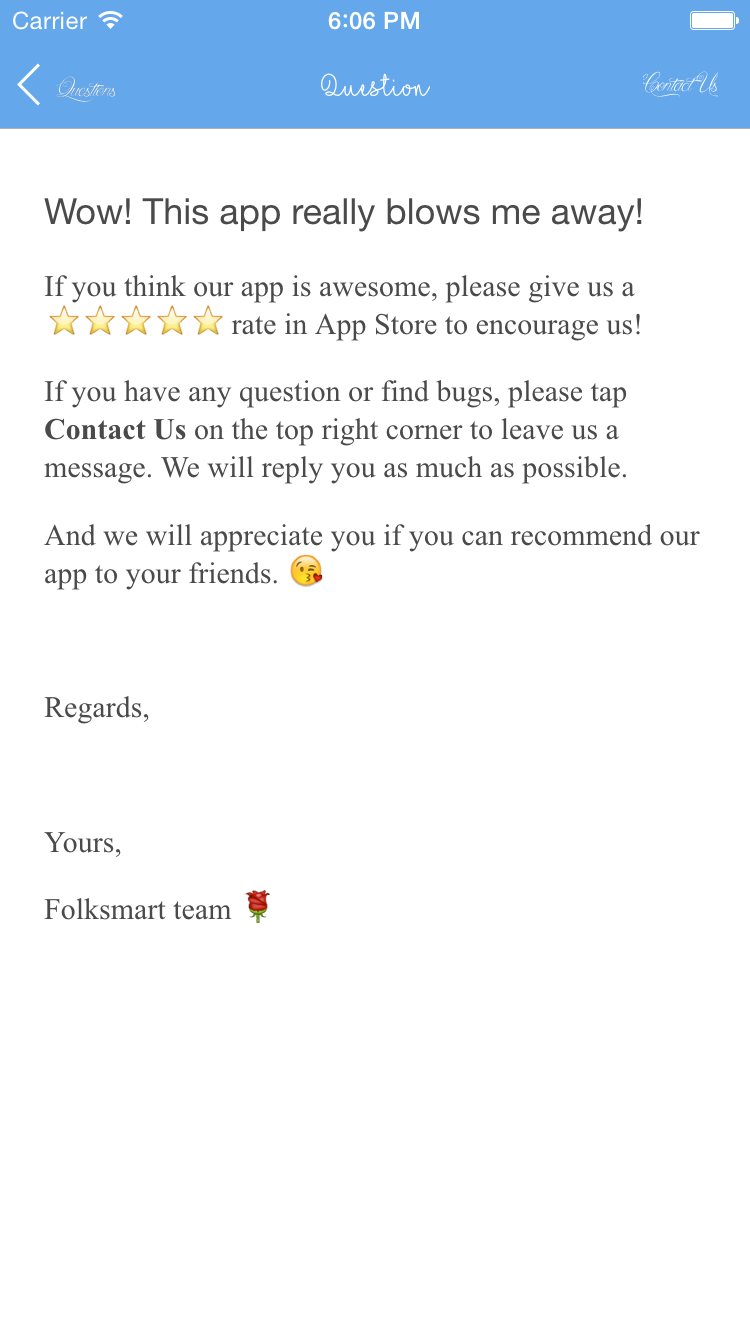 Carrier 6:06 PM
Questions Question Contact Us
Wow! This app really blows me away!
If you think our app is awesome, please give us a
⭐⭐⭐⭐⭐ rate in App Store to encourage us!
If you have any question or find bugs, please tap
Contact Us on the top right corner to leave us a
message. We will reply you as much as possible.
And we will appreciate you if you can recommend our
app to your friends. 😘
Regards,
Yours,
Folksmart team 🌹